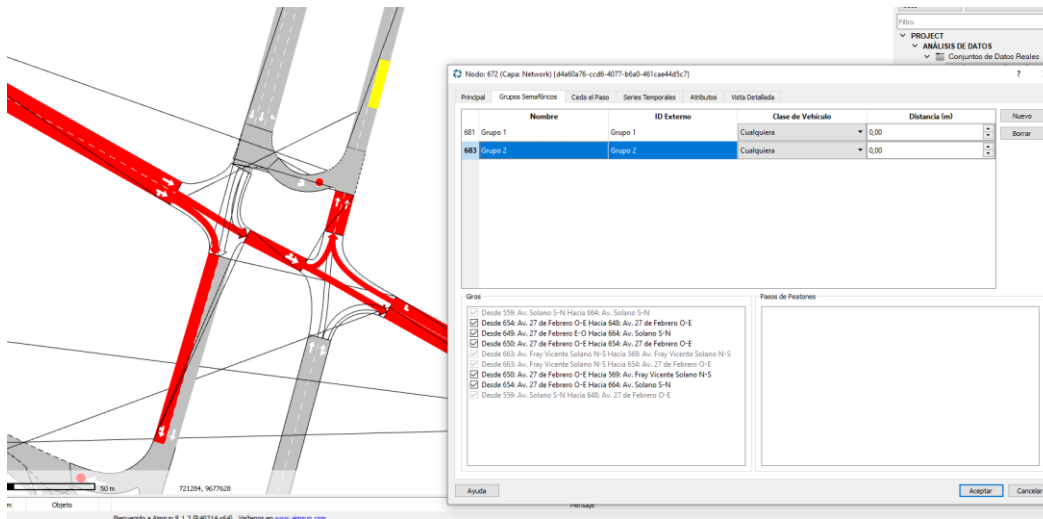 Filtro
PROJECT
ANÁLISIS DE DATOS
Conjuntos de Datos Reales
Nodo: 672 (Capa: Network) {d4a60a76-ccd6-4077-b6a0-461cae44d5c7}
? X
Principal Grupos Semafóricos Ceda el Paso Series Temporales Atributos Vista Detallada
Nombre ID Externo Clase de Vehículo Distancia (m)
Nuevo
681 Grupo 1 Grupo 1 Cualquiera 0,00
Borrar
683 Grupo 2 Grupo 2 Cualquiera 0,00
Giros
Pasos de Peatones
Desde 559: Av. Solano S-N Hacia 664: Av. Solano S-N
Desde 654: Av. 27 de Febrero O-E Hacia 648: Av. 27 de Febrero O-E
Desde 649: Av. 27 de Febrero E-O Hacia 664: Av. Solano S-N
Desde 650: Av. 27 de Febrero O-E Hacia 654: Av. 27 de Febrero O-E
Desde 663: Av. Fray Vicente Solano N-S Hacia 569: Av. Fray Vicente Solano N-S
Desde 663: Av. Fray Vicente Solano N-S Hacia 654: Av. 27 de Febrero O-E
Desde 650: Av. 27 de Febrero O-E Hacia 569: Av. Fray Vicente Solano N-S
Desde 654: Av. 27 de Febrero O-E Hacia 664: Av. Solano S-N
Desde 559: Av. Solano S-N Hacia 648: Av. 27 de Febrero O-E
50 m
721284, 9677628
Ayuda
Aceptar
Cancelar
Objeto
Mensaje